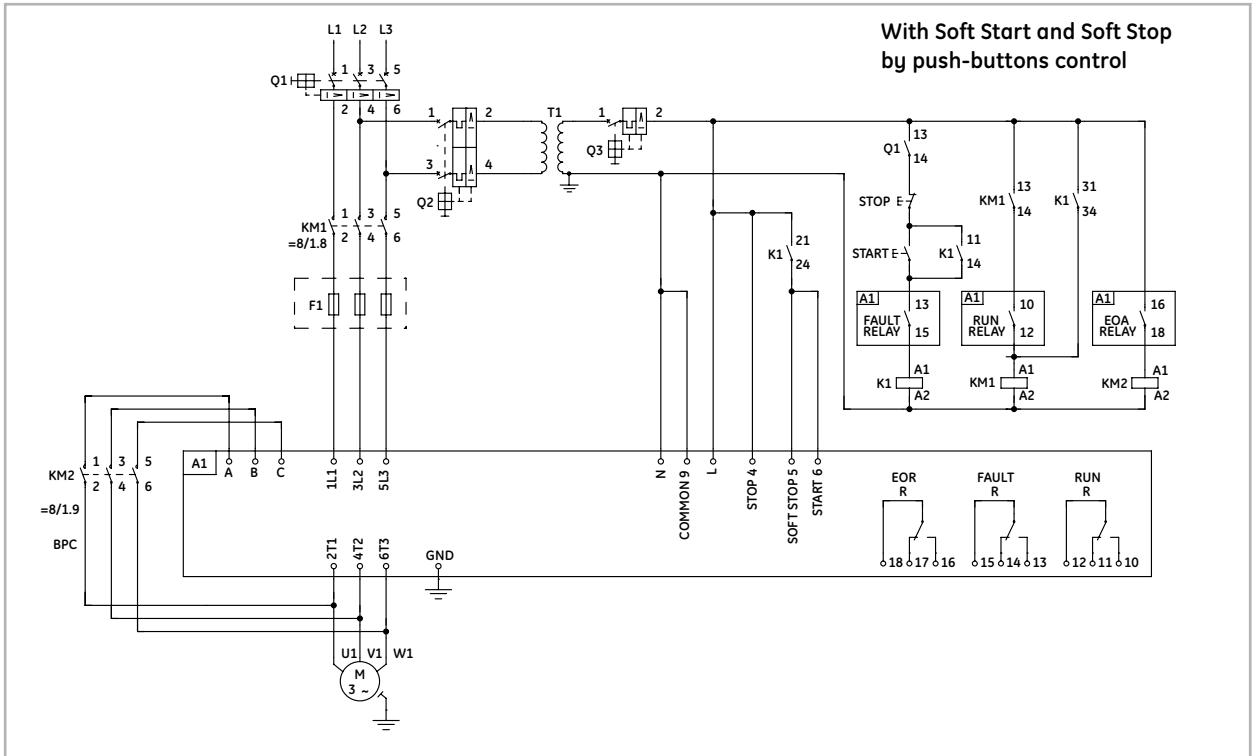 With Soft Start and Soft Stop
by push-buttons control
L1 L2 L3
Q1 1 3 5
2 4 6
1 2
3 4
Q2
T1
1 2
Q3
KM1 1 3 5
=8/1.8 2 4 6
F1
13
Q1
14
STOP E
START E
K1 11
14
KM1 13
14
K1 31
34
K1 21
24
A1 13
FAULT
RELAY 15
A1 10
RUN
RELAY 12
A1 16
EOA
RELAY 18
K1 A1
A2
KM1 A1
A2
KM2 A1
A2
KM2 1 3 5
2 4 6
=8/1.9
BPC
A1
A B C
1L1 3L2 5L3
N
COMMON 9
L
STOP 4
SOFT STOP 5
START 6
2T1 4T2 6T3
GND
EOR
R
18 17 16
FAULT
R
15 14 13
RUN
R
12 11 10
U1 V1 W1
M
3 ~